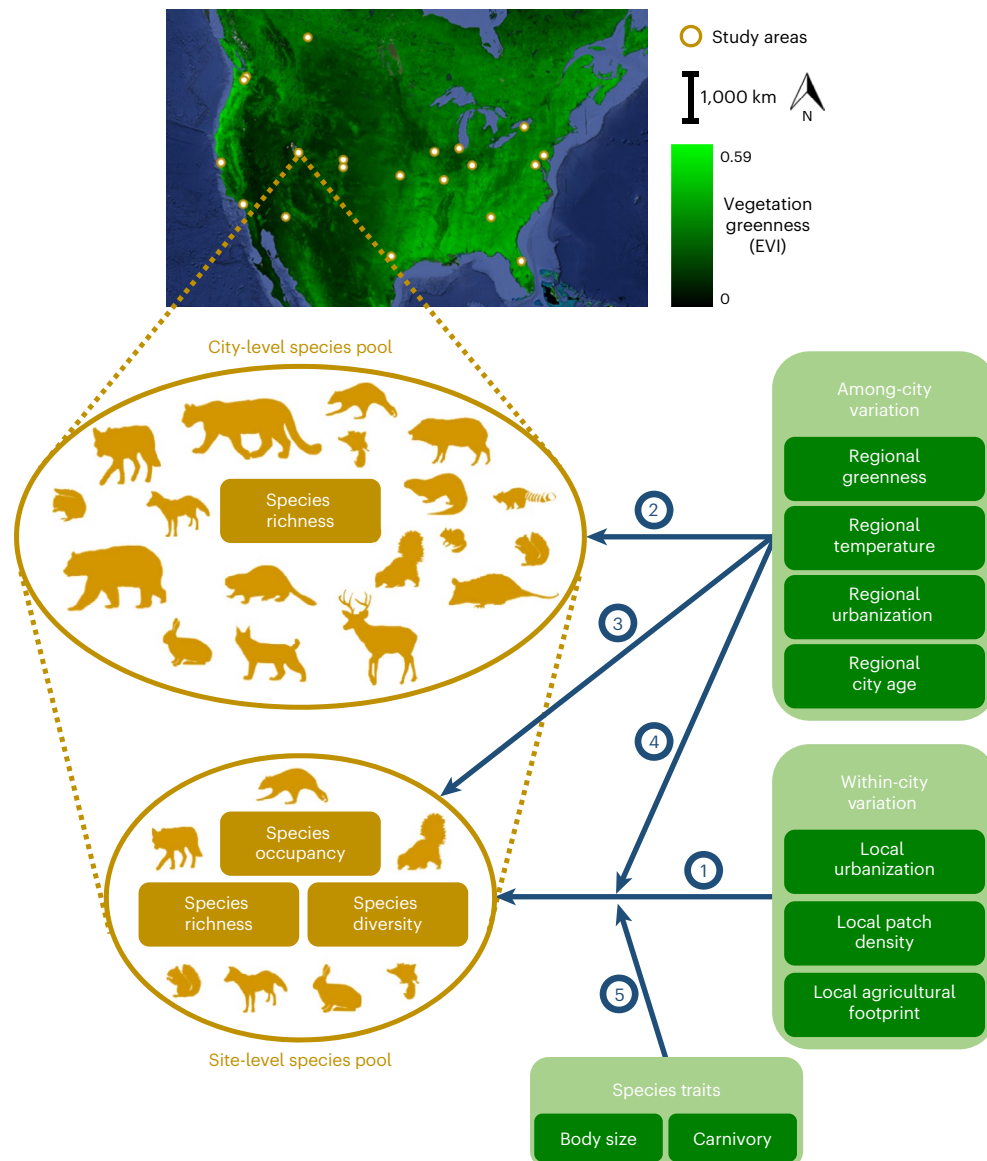 Study areas
1,000 km
N
0.59
Vegetation
greenness
(EVI)
0
City-level species pool
Species
richness
Among-city
variation
Regional
greenness
Regional
temperature
Regional
urbanization
Regional
city age
2
3
4
Within-city
variation
Local
urbanization
Local patch
density
Local agricultural
footprint
1
Species
occupancy
Species
richness
Species
diversity
5
Site-level species pool
Species traits
Body size
Carnivory